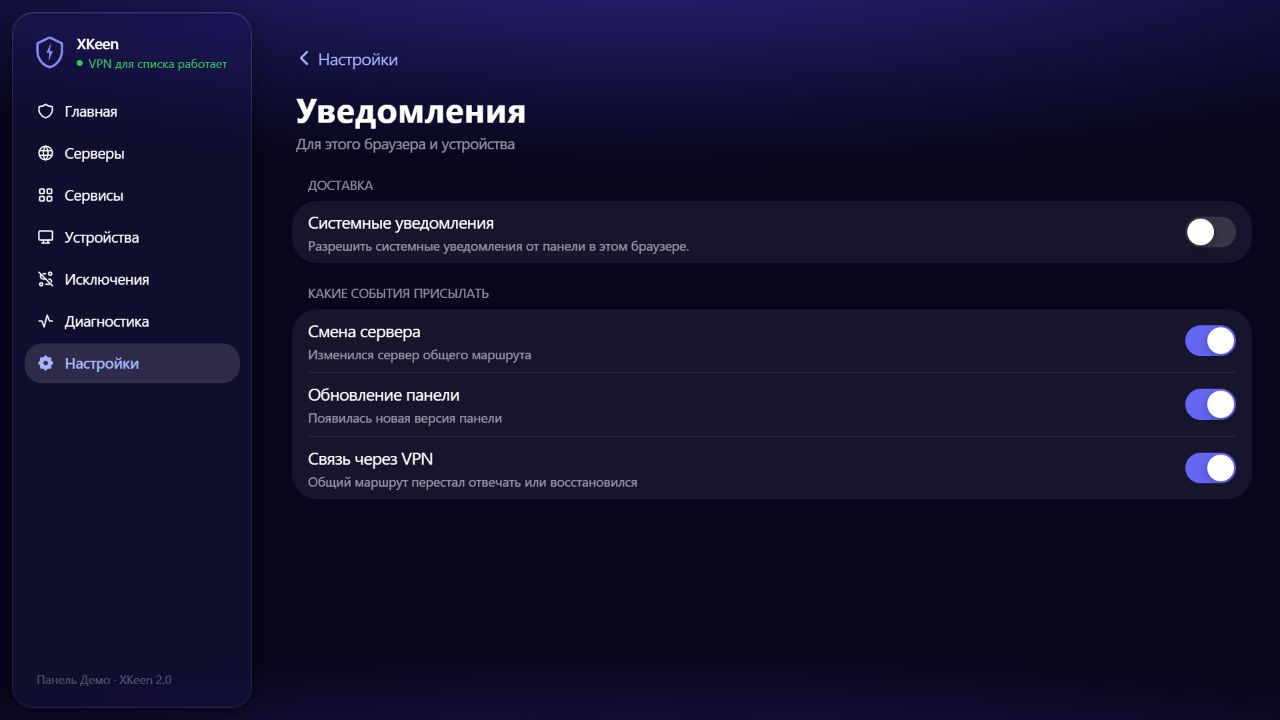 XKeen
VPN для списка работает
Главная
Серверы
Сервисы
Устройства
Исключения
Диагностика
Настройки
Панель Демо · XKeen 2.0
Настройки
Уведомления
Для этого браузера и устройства
ДОСТАВКА
Системные уведомления
Разрешить системные уведомления от панели в этом браузере.
КАКИЕ СОБЫТИЯ ПРИСЫЛАТЬ
Смена сервера
Изменился сервер общего маршрута
Обновление панели
Появилась новая версия панели
Связь через VPN
Общий маршрут перестал отвечать или восстановился